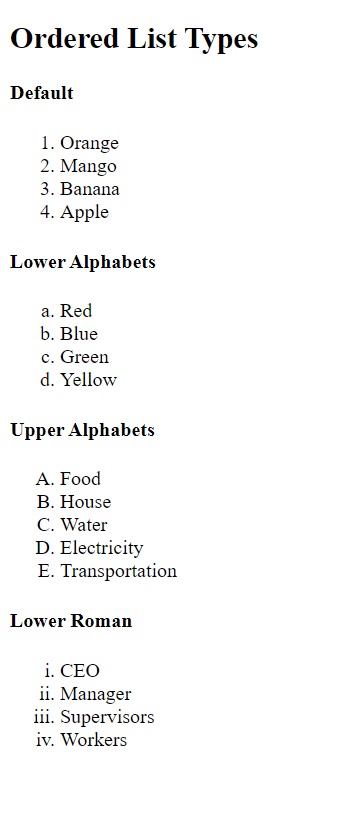 Ordered List Types
Default
1. Orange
2. Mango
3. Banana
4. Apple
Lower Alphabets
a. Red
b. Blue
c. Green
d. Yellow
Upper Alphabets
A. Food
B. House
C. Water
D. Electricity
E. Transportation
Lower Roman
i. CEO
ii. Manager
iii. Supervisors
iv. Workers